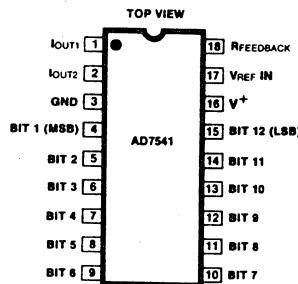 TOP VIEW
IOUT1 1
18 RFEEDBACK
IOUT2 2
17 VREF IN
GND 3
16 V+
BIT 1 (MSB) 4
15 BIT 12 (LSB)
AD7541
BIT 2 5
14 BIT 11
BIT 3 6
13 BIT 10
BIT 4 7
12 BIT 9
BIT 5 8
11 BIT 8
BIT 6 9
10 BIT 7